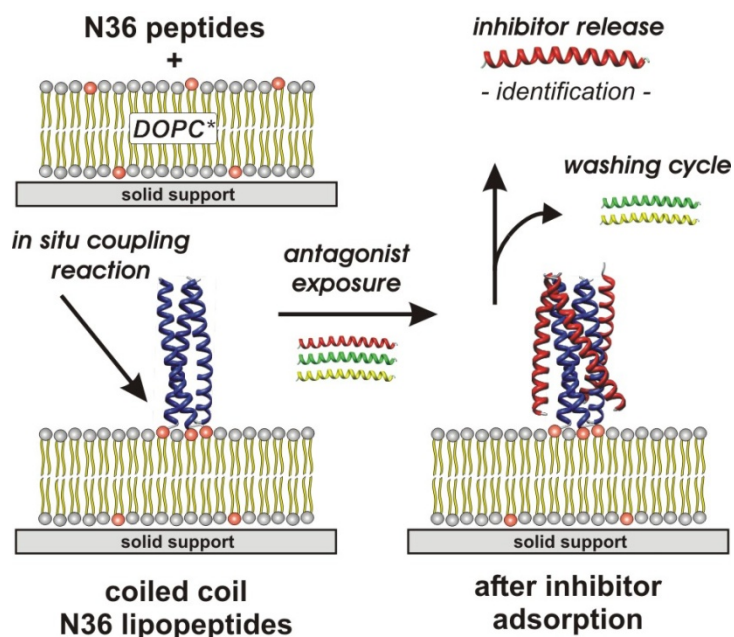 N36 peptides
+
DOPC*
solid support
in situ coupling
reaction
antagonist
exposure
inhibitor release
- identification -
washing cycle
solid support
coiled coil
N36 lipopeptides
solid support
after inhibitor
adsorption